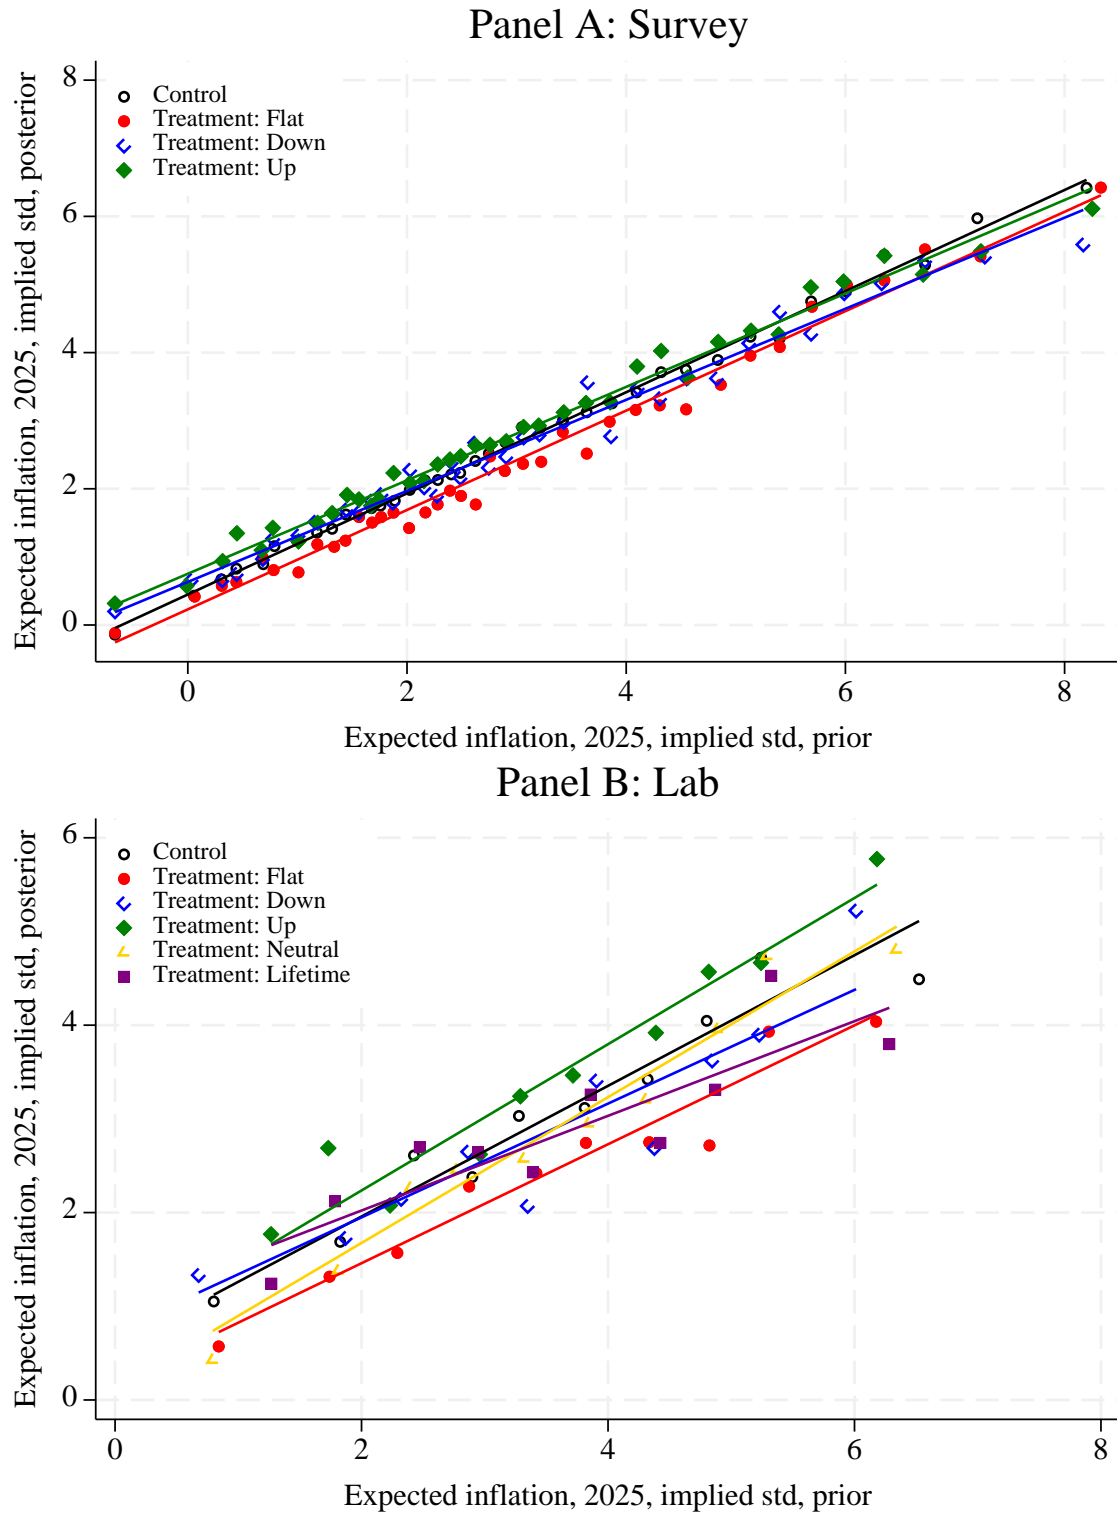 Panel A: Survey
Expected inflation, 2025, implied std, posterior
8
6
4
2
0
Control
Treatment: Flat
Treatment: Down
Treatment: Up
0 2 4 6 8
Expected inflation, 2025, implied std, prior
Panel B: Lab
Expected inflation, 2025, implied std, posterior
6
4
2
0
Control
Treatment: Flat
Treatment: Down
Treatment: Up
Treatment: Neutral
Treatment: Lifetime
0 2 4 6 8
Expected inflation, 2025, implied std, prior